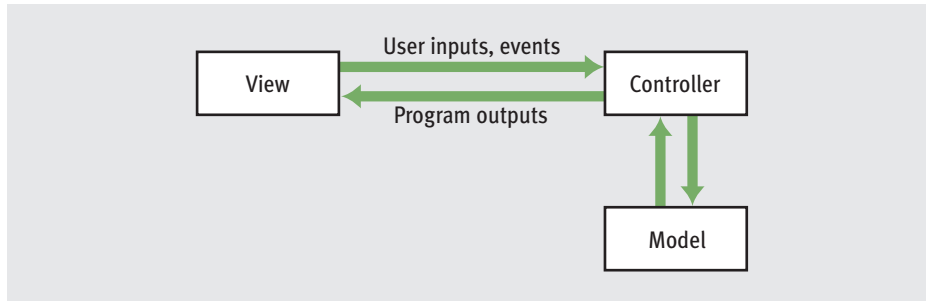 User inputs, events
View
Controller
Program outputs
Model